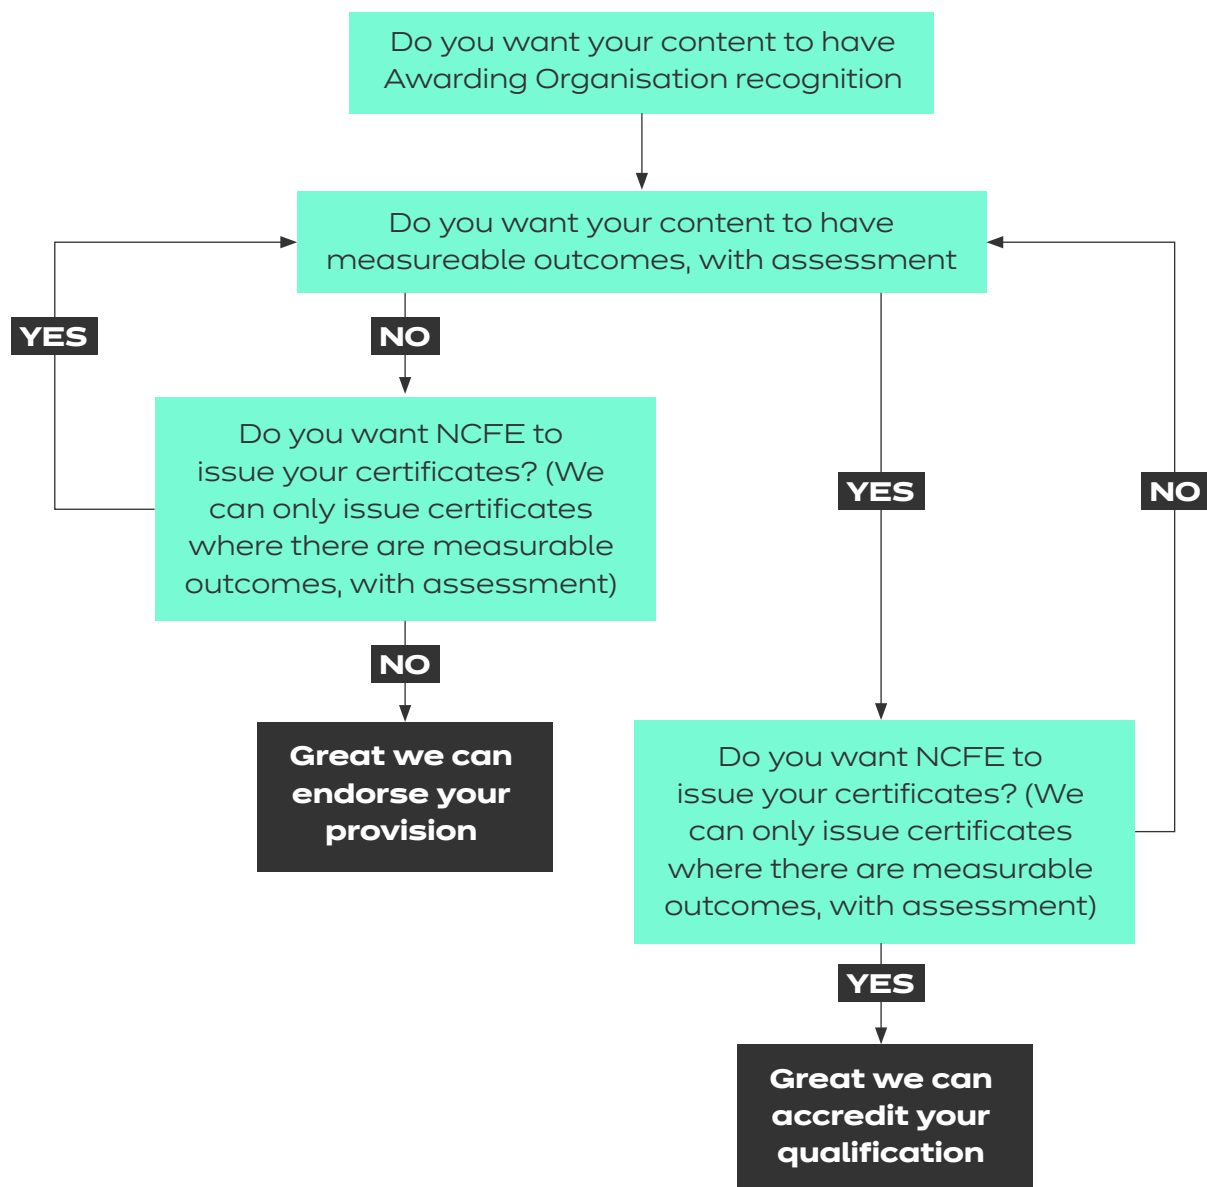 Do you want your content to have
Awarding Organisation recognition
Do you want your content to have
measureable outcomes, with assessment
YES
NO
Do you want NCFE to
issue your certificates? (We
can only issue certificates
where there are measurable
outcomes, with assessment)
YES
NO
NO
Great we can
endorse your
provision
Do you want NCFE to
issue your certificates? (We
can only issue certificates
where there are measurable
outcomes, with assessment)
YES
Great we can
accredit your
qualification